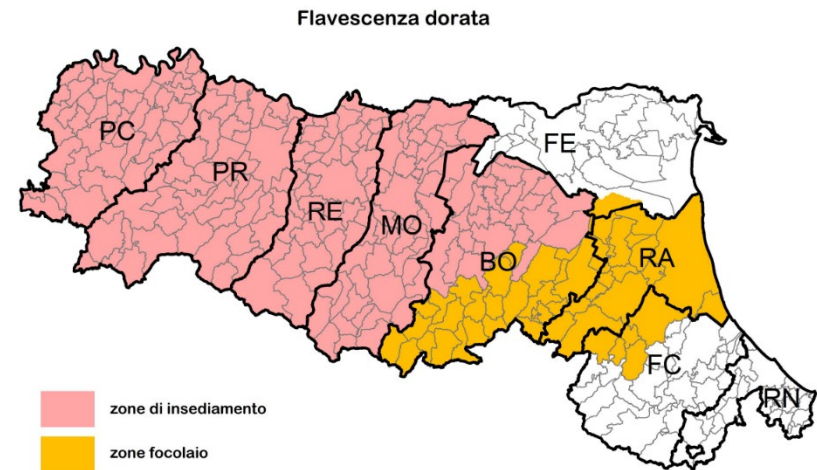 Flavescenza dorata
PC
PR
RE
MO
BO
FE
RA
FC
RN
zone di insediamento
zone focolaio